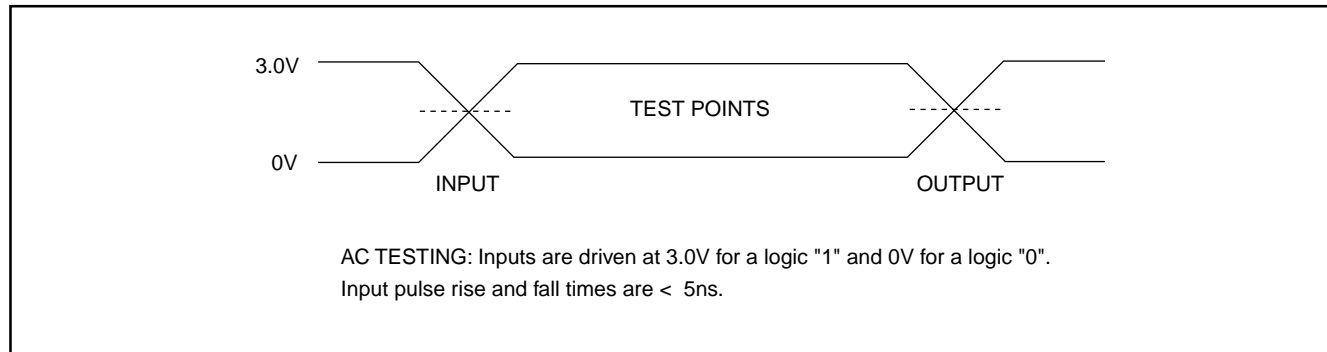 3.0V
TEST POINTS
0V
INPUT
OUTPUT
AC TESTING: Inputs are driven at 3.0V for a logic "1" and 0V for a logic "0".
Input pulse rise and fall times are < 5ns.